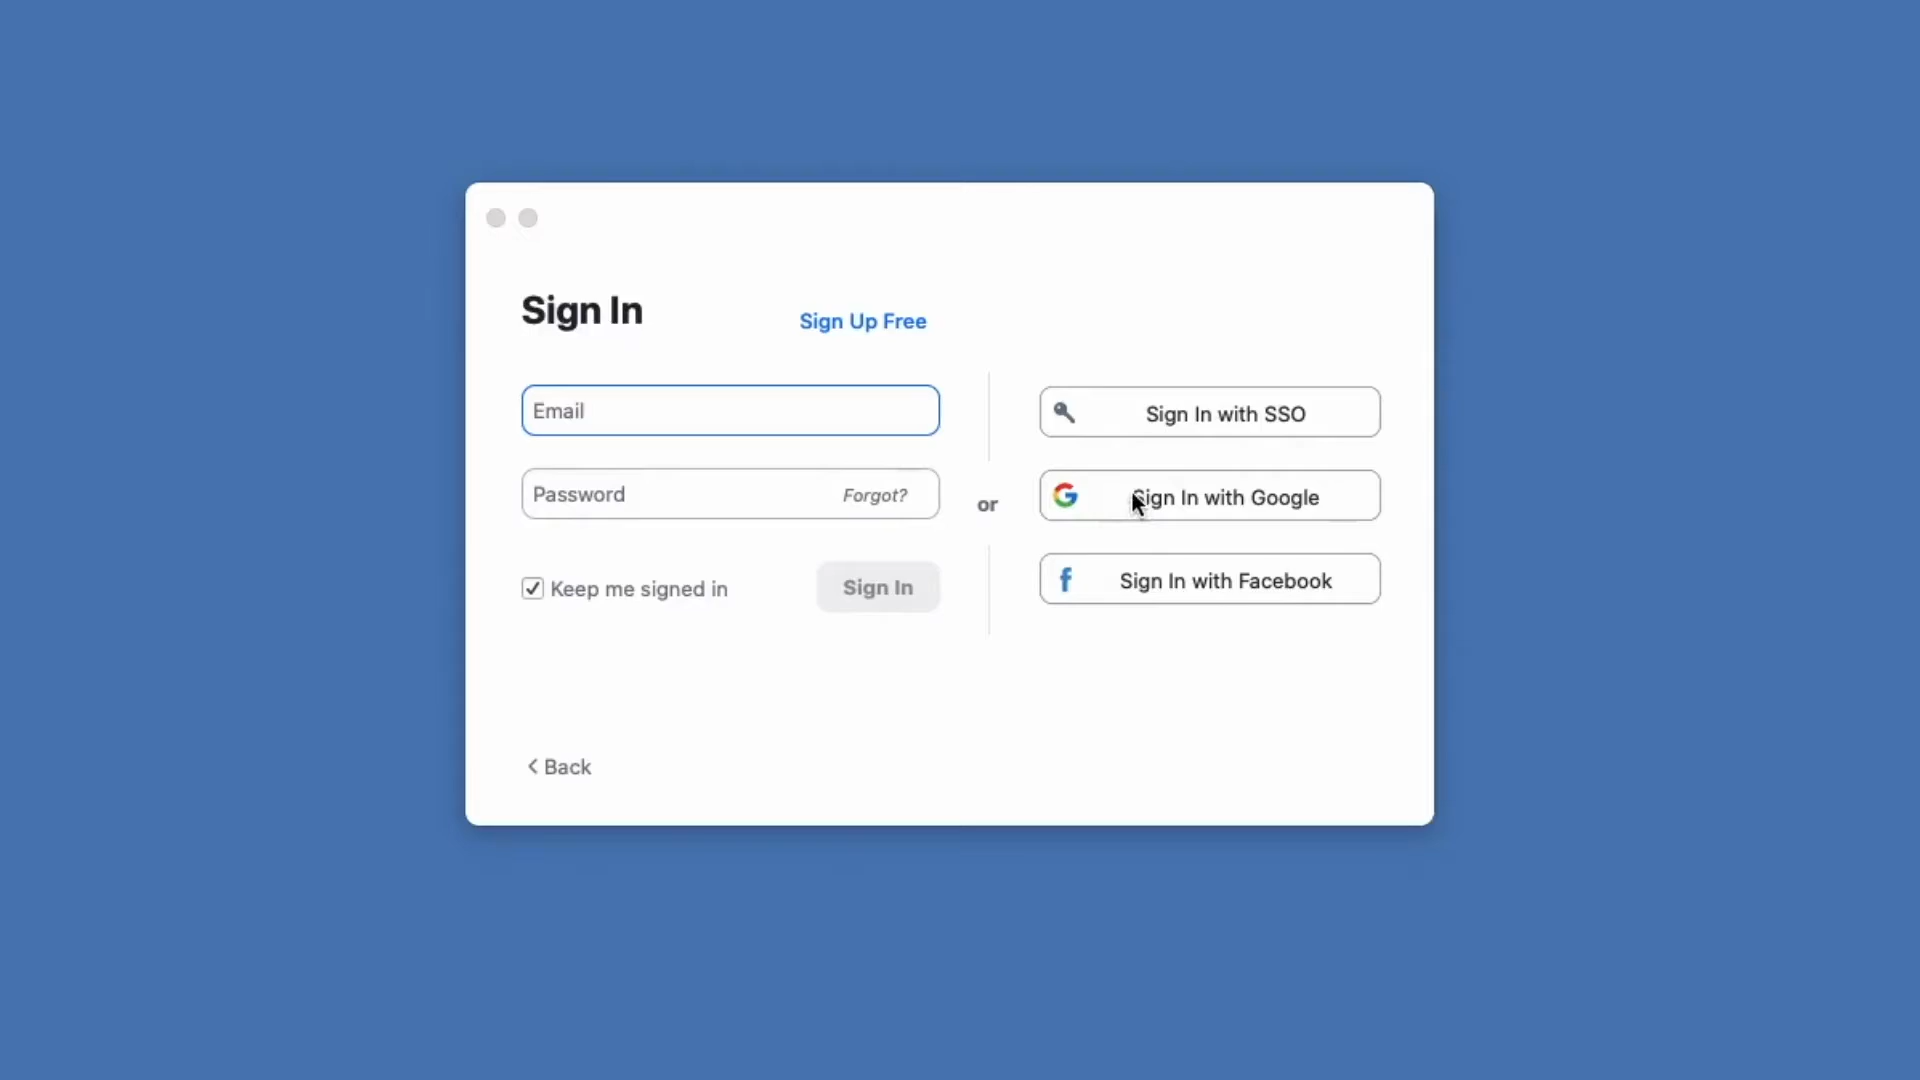 Sign In
Sign Up Free
Email
Password Forgot?
Keep me signed in
Sign In
or
Sign In with SSO
Sign In with Google
Sign In with Facebook
Back